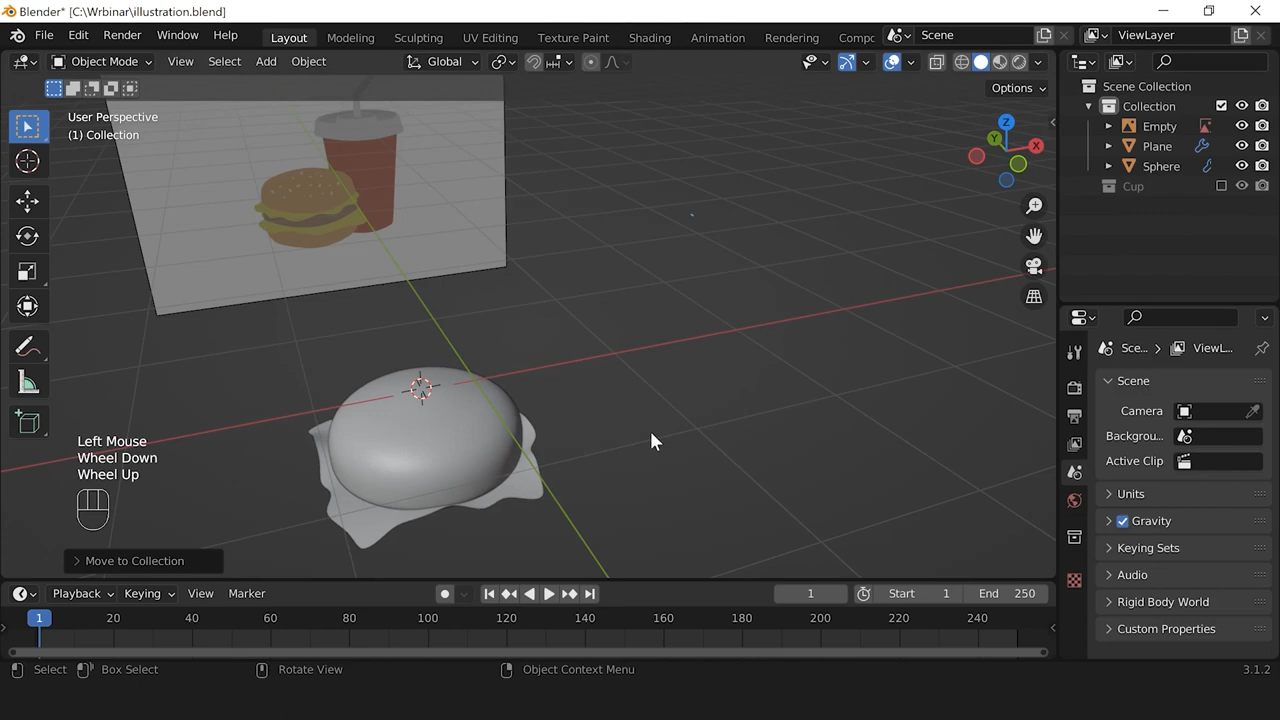 Blender* [C:\Wrbinar\illustration.blend]
File Edit Render Window Help Layout Modeling Sculpting UV Editing Texture Paint Shading Animation Rendering Compc Scene ViewLayer
Object Mode View Select Add Object Global
Options
User Perspective
(1) Collection
Z
Y
X
Left Mouse
Wheel Down
Wheel Up
Move to Collection
Scene Collection
Collection
Empty
Plane
Sphere
Cup
Sce... ViewL...
Scene
Camera
Backgrou...
Active Clip
Units
Gravity
Keying Sets
Audio
Rigid Body World
Custom Properties
Playback Keying View Marker 1 Start 1 End 250
1 20 40 60 80 100 120 140 160 180 200 220 240
Select Box Select Rotate View Object Context Menu 3.1.2